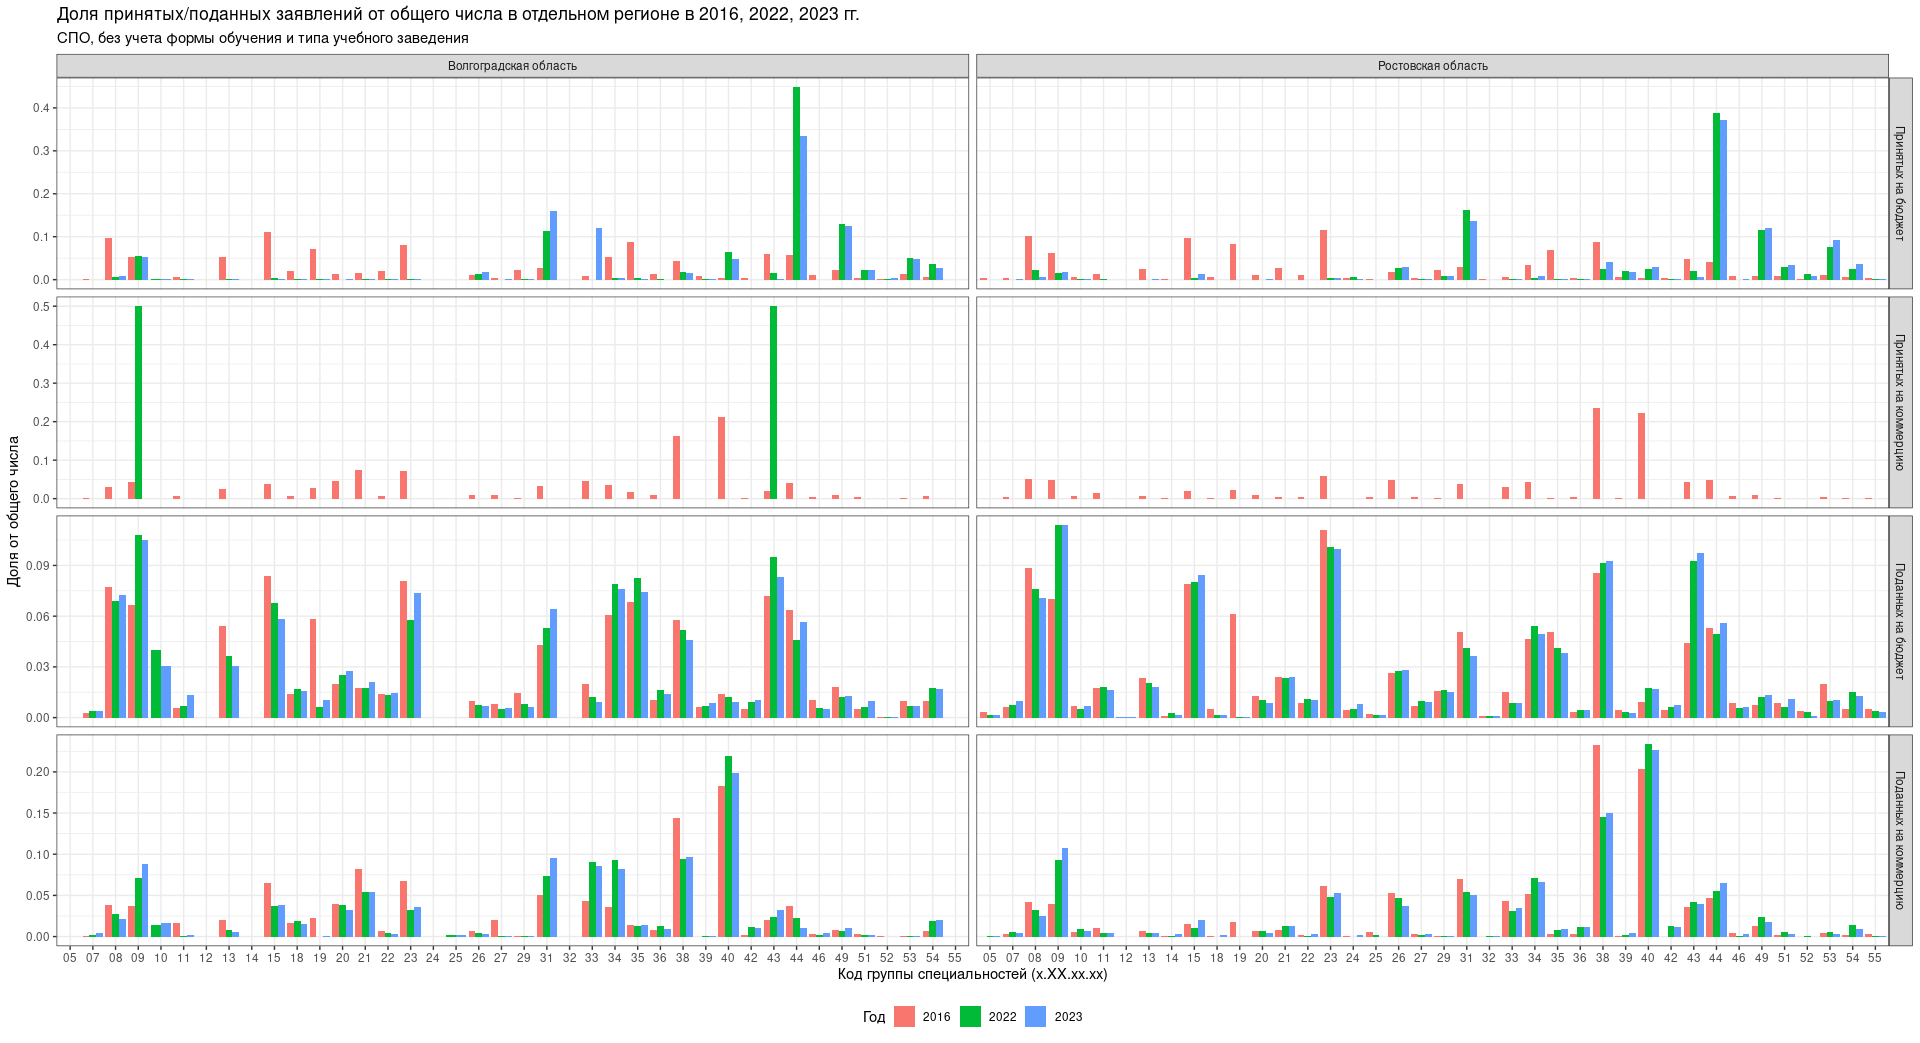 Доля принятых/поданных заявлений от общего числа в отдельном регионе в 2016, 2022, 2023 гг.
СПО, без учета формы обучения и типа учебного заведения
Волгоградская область
Ростовская область
0.4
0.3
0.2
0.1
0.0
Принятых на бюджет
0.5
0.4
0.3
0.2
0.1
0.0
Принятых на коммерцию
Доля от общего числа
0.09
0.06
0.03
0.00
Поданных на бюджет
0.20
0.15
0.10
0.05
0.00
Поданных на коммерцию
05 07 08 09 10 11 12 13 14 15 18 19 20 21 22 23 24 25 26 27 29 31 32 33 34 35 36 38 39 40 42 43 44 46 49 51 52 53 54 55
05 07 08 09 10 11 12 13 14 15 18 19 20 21 22 23 24 25 26 27 29 31 32 33 34 35 36 38 39 40 42 43 44 46 49 51 52 53 54 55
Код группы специальностей (x.XX.xx.xx)
Год 2016 2022 2023